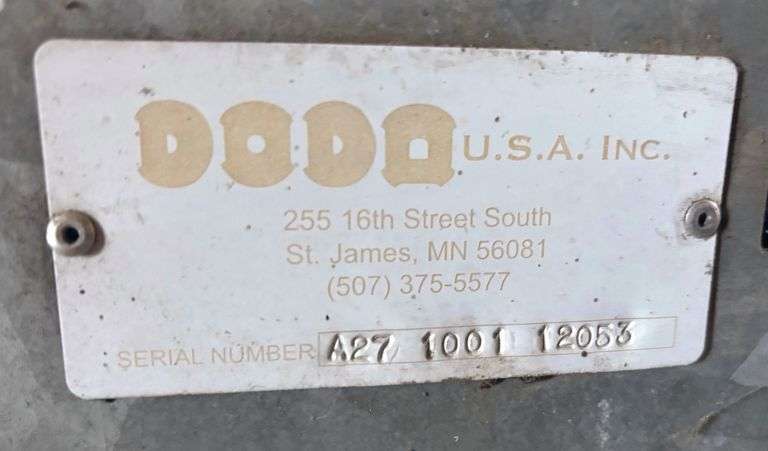 DODA U.S.A. INC.
255 16th Street South
St. James, MN 56081
(507) 375-5577
SERIAL NUMBER A27 1001 12053